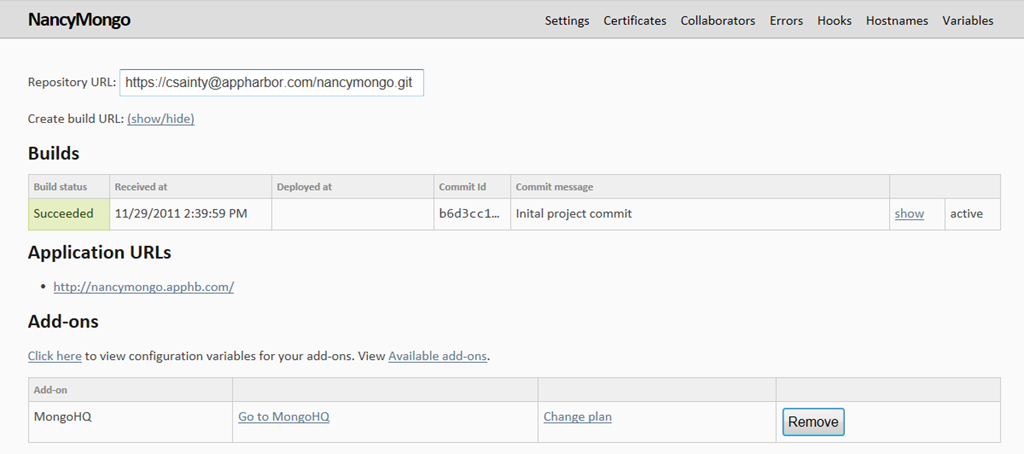 NancyMongo Settings Certificates Collaborators Errors Hooks Hostnames Variables
Repository URL: https://csainty@appharbor.com/nancymongo.git
Create build URL: (show/hide)
Builds
Build status Received at Deployed at Commit Id Commit message
Succeeded 11/29/2011 2:39:59 PM b6d3cc1... Inital project commit show active
Application URLs
• http://nancymongo.apphb.com/
Add-ons
Click here to view configuration variables for your add-ons. View Available add-ons.
Add-on
MongoHQ Go to MongoHQ Change plan Remove